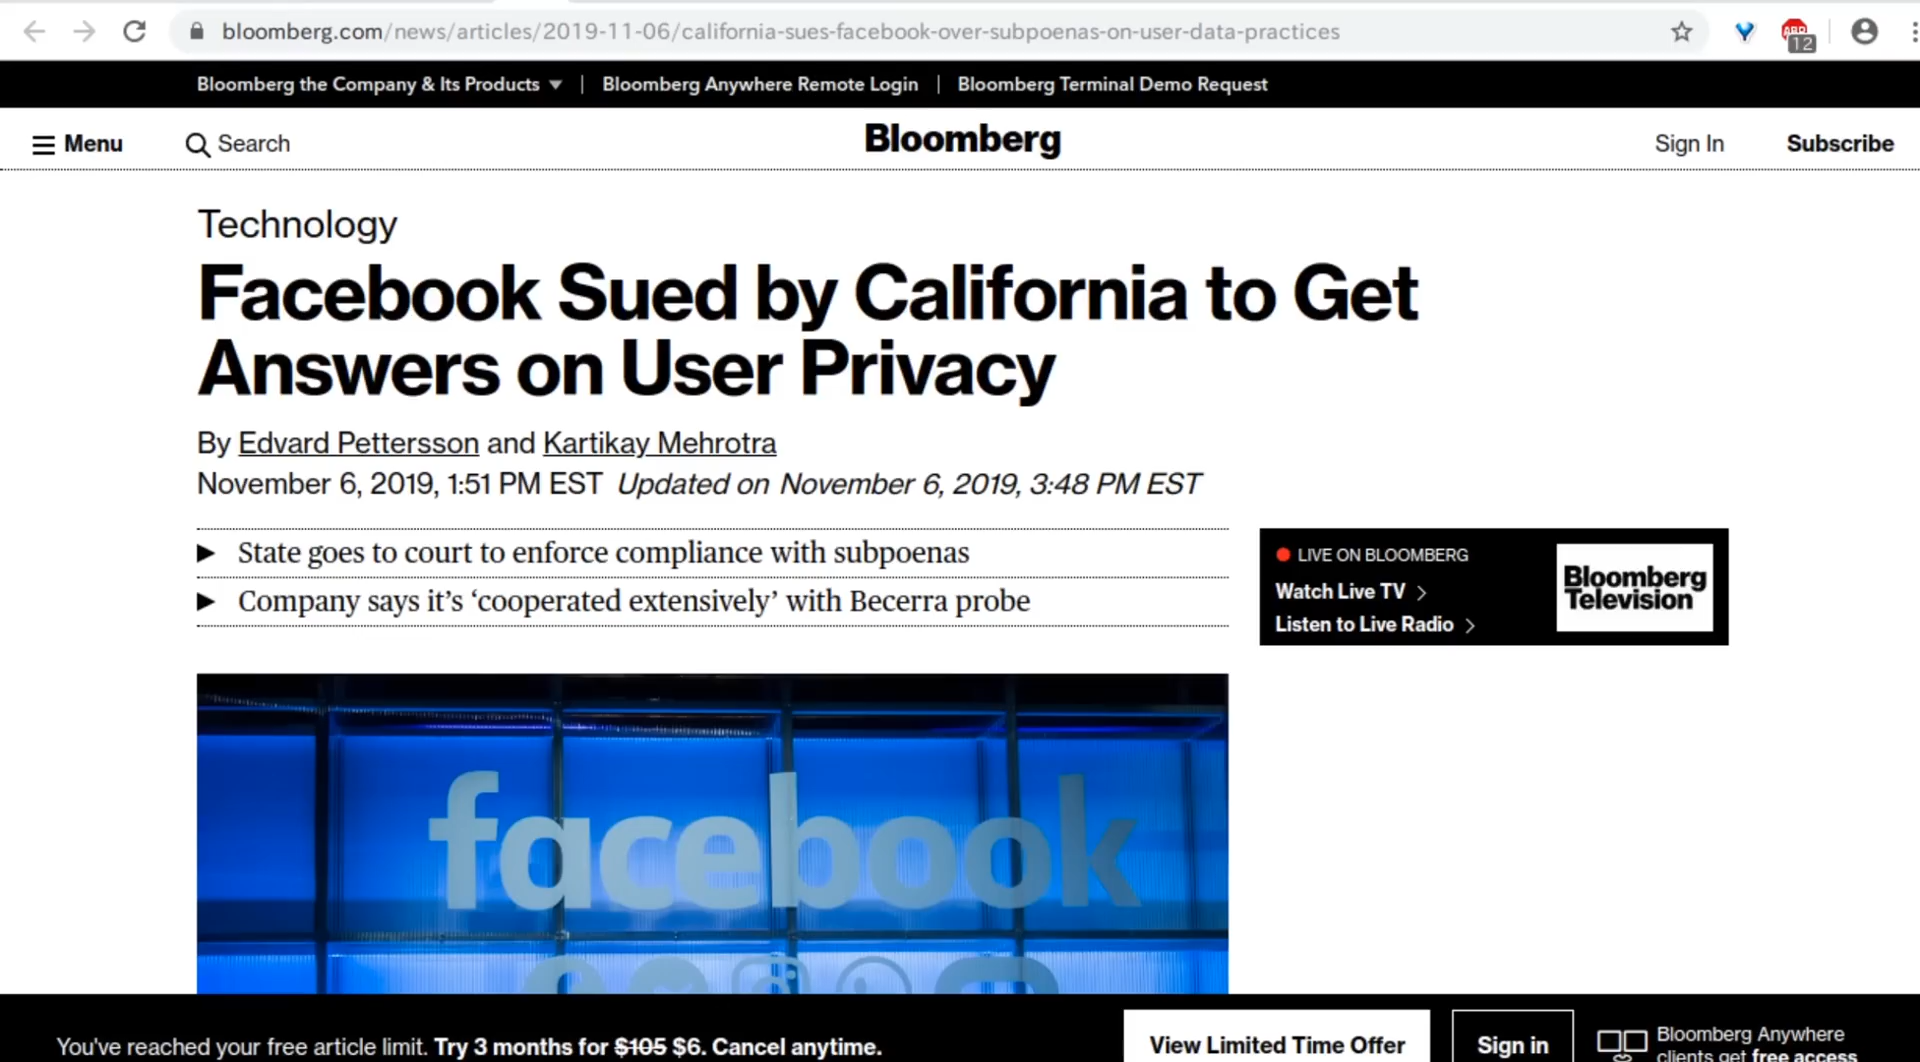 bloomberg.com/news/articles/2019-11-06/california-sues-facebook-over-subpoenas-on-user-data-practices
12
Bloomberg the Company & Its Products
Bloomberg Anywhere Remote Login
Bloomberg Terminal Demo Request
Menu
Search
Bloomberg
Sign In
Subscribe
Technology
Facebook Sued by California to Get
Answers on User Privacy
By Edvard Pettersson and Kartikay Mehrotra
November 6, 2019, 1:51 PM EST Updated on November 6, 2019, 3:48 PM EST
State goes to court to enforce compliance with subpoenas
Company says it’s ‘cooperated extensively’ with Becerra probe
LIVE ON BLOOMBERG
Watch Live TV
Listen to Live Radio
Bloomberg
Television
facebook
You've reached your free article limit. Try 3 months for $105 $6. Cancel anytime.
View Limited Time Offer
Sign in
Bloomberg Anywhere
clients get free access